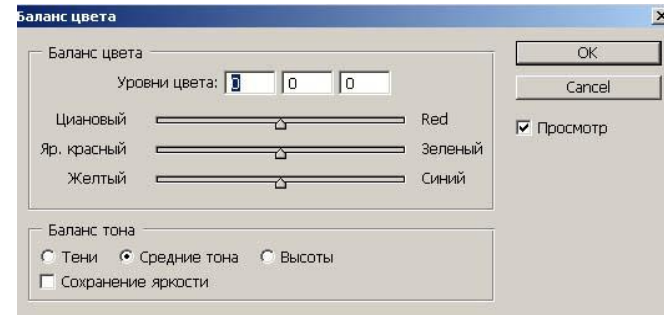 Баланс цвета
Баланс цвета
Уровни цвета: 0 0 0
Циановый Red
Яр. красный Зеленый
Желтый Синий
Баланс тона
Тени Средние тона Высоты
Сохранение яркости
OK
Cancel
Просмотр